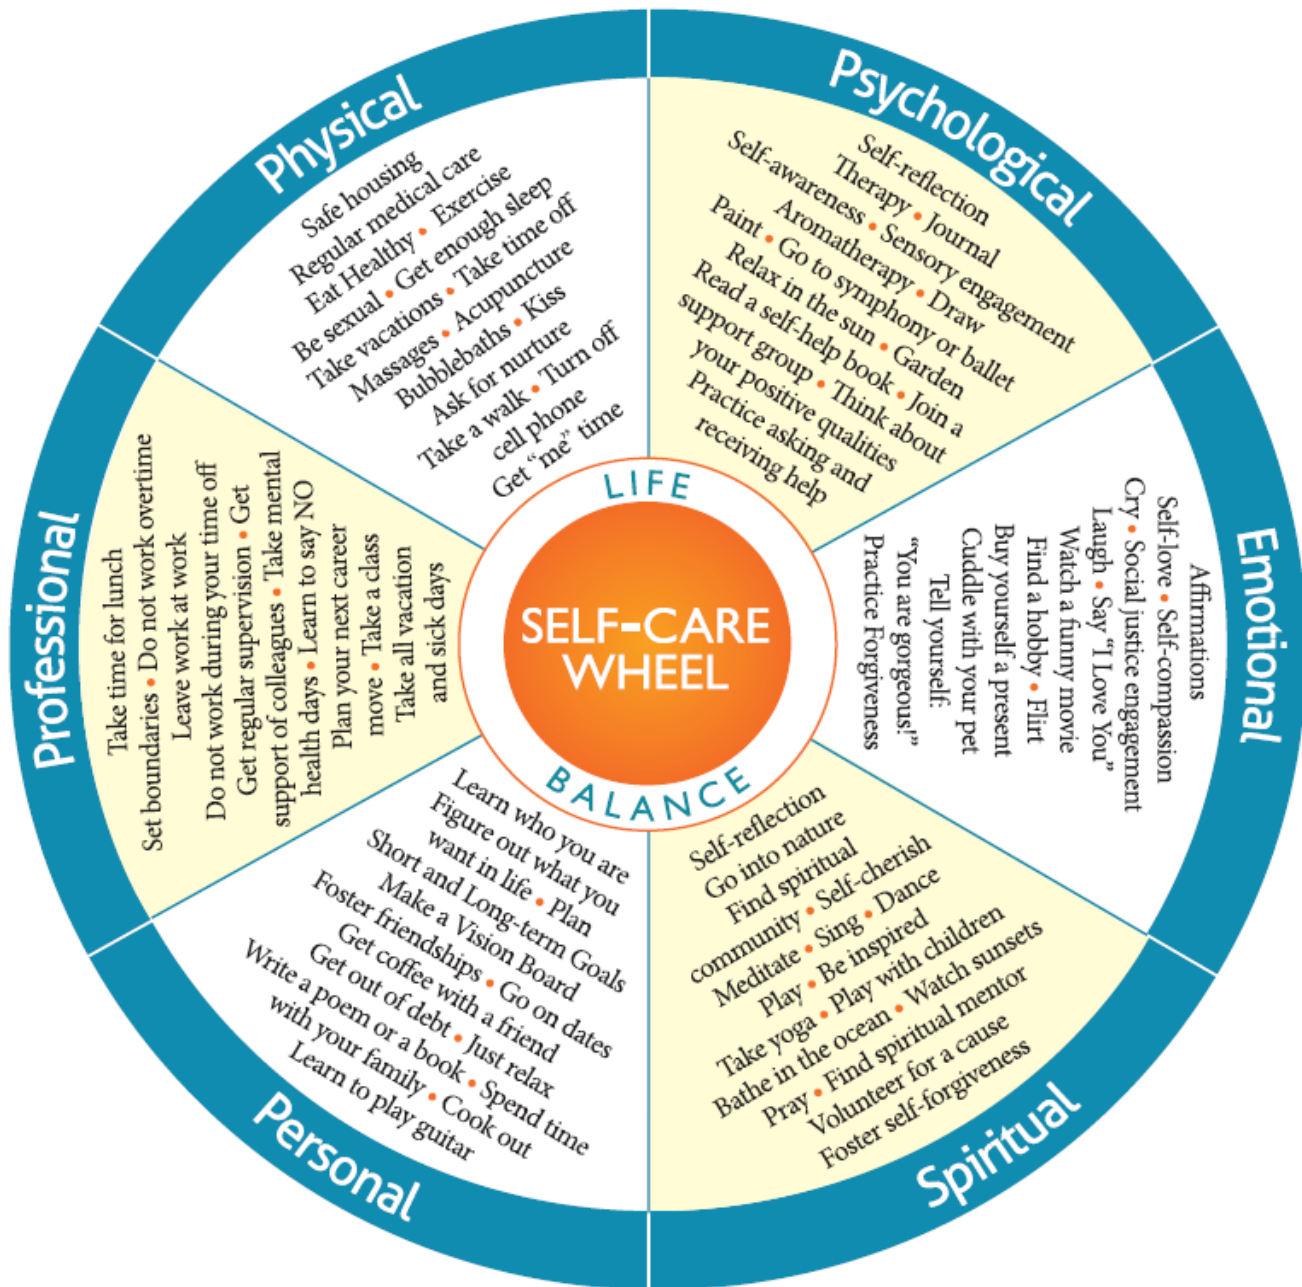 Physical
Safe housing
Regular medical care
Eat Healthy • Exercise
Be sexual • Get enough sleep
Take vacations • Take time off
Massages • Acupuncture
Bubblebaths • Kiss
Ask for nurture
Take a walk • Turn off
cell phone
Get “me” time
Psychological
Self-reflection
Therapy • Journal
Self-awareness • Sensory engagement
Aromatherapy • Draw
Paint • Go to symphony or ballet
Relax in the sun • Garden
Read a self-help book • Join a
support group • Think about
your positive qualities
Practice asking and
receiving help
Emotional
Affirmations
Self-love • Self-compassion
Cry • Social justice engagement
Laugh • Say “I Love You”
Watch a funny movie
Find a hobby • Flirt
Buy yourself a present
Cuddle with your pet
Tell yourself:
“You are gorgeous!”
Practice Forgiveness
Spiritual
Self-reflection
Go into nature
Find spiritual
community • Self-cherish
Meditate • Sing • Dance
Play • Be inspired
Take yoga • Play with children
Bathe in the ocean • Watch sunsets
Pray • Find spiritual mentor
Volunteer for a cause
Foster self-forgiveness
Personal
Learn who you are
Figure out what you
want in life • Plan
Short and Long-term Goals
Make a Vision Board
Foster friendships • Go on dates
Get coffee with a friend
Get out of debt • Just relax
Write a poem or a book • Spend time
with your family • Cook out
Learn to play guitar
Professional
Take time for lunch
Set boundaries • Do not work overtime
Leave work at work
Do not work during your time off
Get regular supervision • Get
support of colleagues • Take mental
health days • Learn to say NO
Plan your next career
move • Take a class
Take all vacation
and sick days
LIFE
SELF-CARE
WHEEL
BALANCE